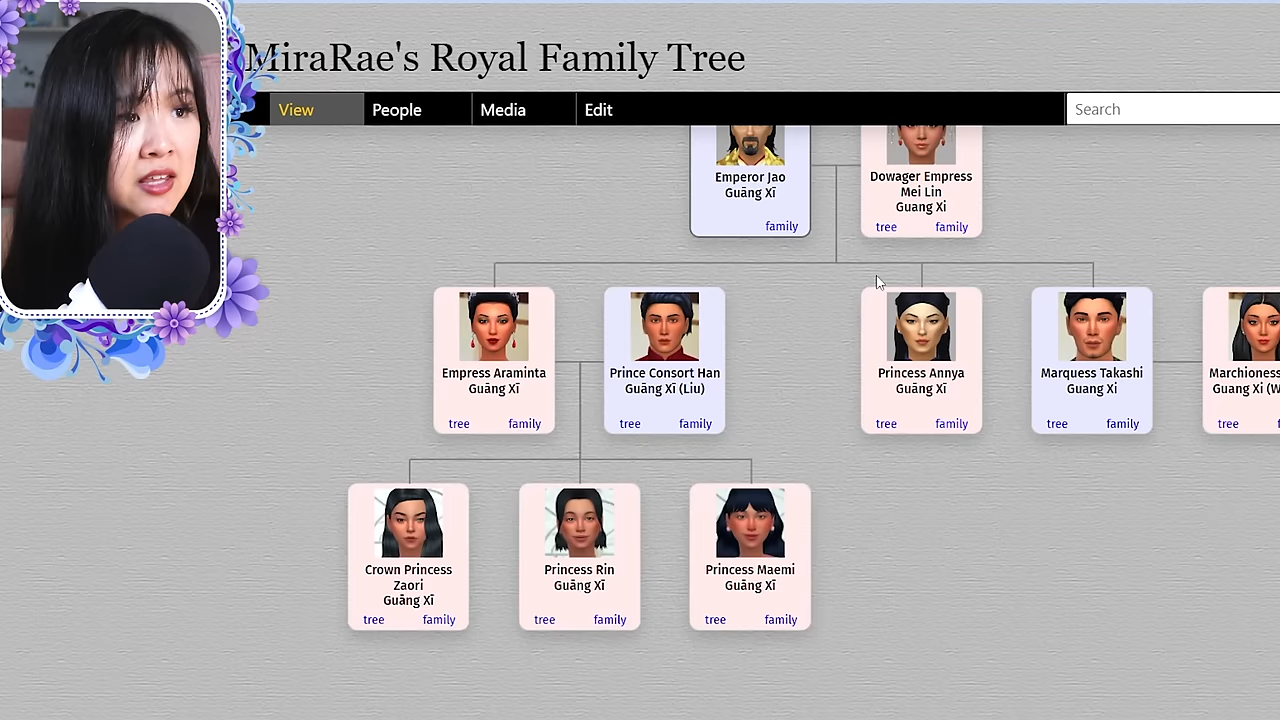 MiraRae's Royal Family Tree
View People Media Edit Search
Emperor Jao
Guāng Xī
family
Dowager Empress
Mei Lin
Guang Xi
tree family
Empress Araminta
Guāng Xī
tree family
Prince Consort Han
Guāng Xī (Liu)
tree family
Princess Annya
Guāng Xī
tree family
Marquess Takashi
Guang Xi
tree family
Marchioness
Guang Xi (W
tree
Crown Princess
Zaori
Guāng Xī
tree family
Princess Rin
Guāng Xī
tree family
Princess Maemi
Guāng Xī
tree family